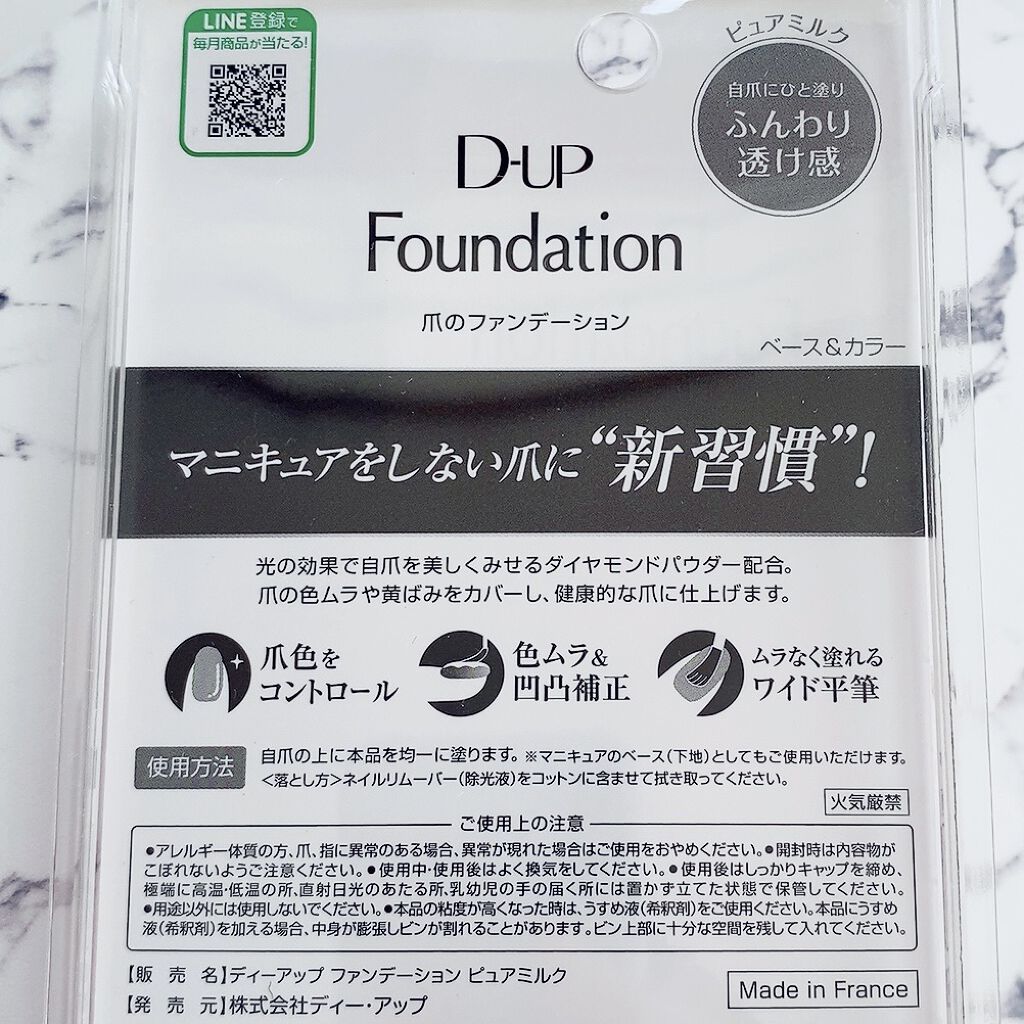 LINE登録で
毎月商品が当たる!
ピュアミルク
自爪にひと塗り
ふんわり
透け感
D-UP
Foundation
爪のファンデーション
ベース&カラー
マニキュアをしない爪に“新習慣”!
光の効果で自爪を美しくみせるダイヤモンドパウダー配合。
爪の色ムラや黄ばみをカバーし、健康的な爪に仕上げます。
爪色を
コントロール
色ムラ&
凹凸補正
ムラなく塗れる
ワイド平筆
使用方法
自爪の上に本品を均一に塗ります。※マニキュアのベース(下地)としてもご使用いただけます。
<落とし方>ネイルリムーバー(除光液)をコットンに含ませて拭き取ってください。
火気厳禁
ご使用上の注意
●アレルギー体質の方、爪、指に異常のある場合、異常が現れた場合はご使用をおやめください。●開封時は内容物が
こぼれないようご注意ください。●使用中・使用後はよく換気をしてください。●使用後はしっかりキャップを締め、
極端に高温・低温の所、直射日光のあたる所、乳幼児の手の届く所には置かず立てた状態で保管してください。
●用途以外には使用しないでください。●本品の粘度が高くなった時は、うすめ液(希釈剤)をご使用ください。本品にうすめ
液(希釈剤)を加える場合、中身が膨張しビンが割れることがあります。ビン上部に十分な空間を残して入れてください。
【販 売 名】ディーアップ ファンデーション ピュアミルク
【発 売 元】株式会社ディー・アップ
Made in France